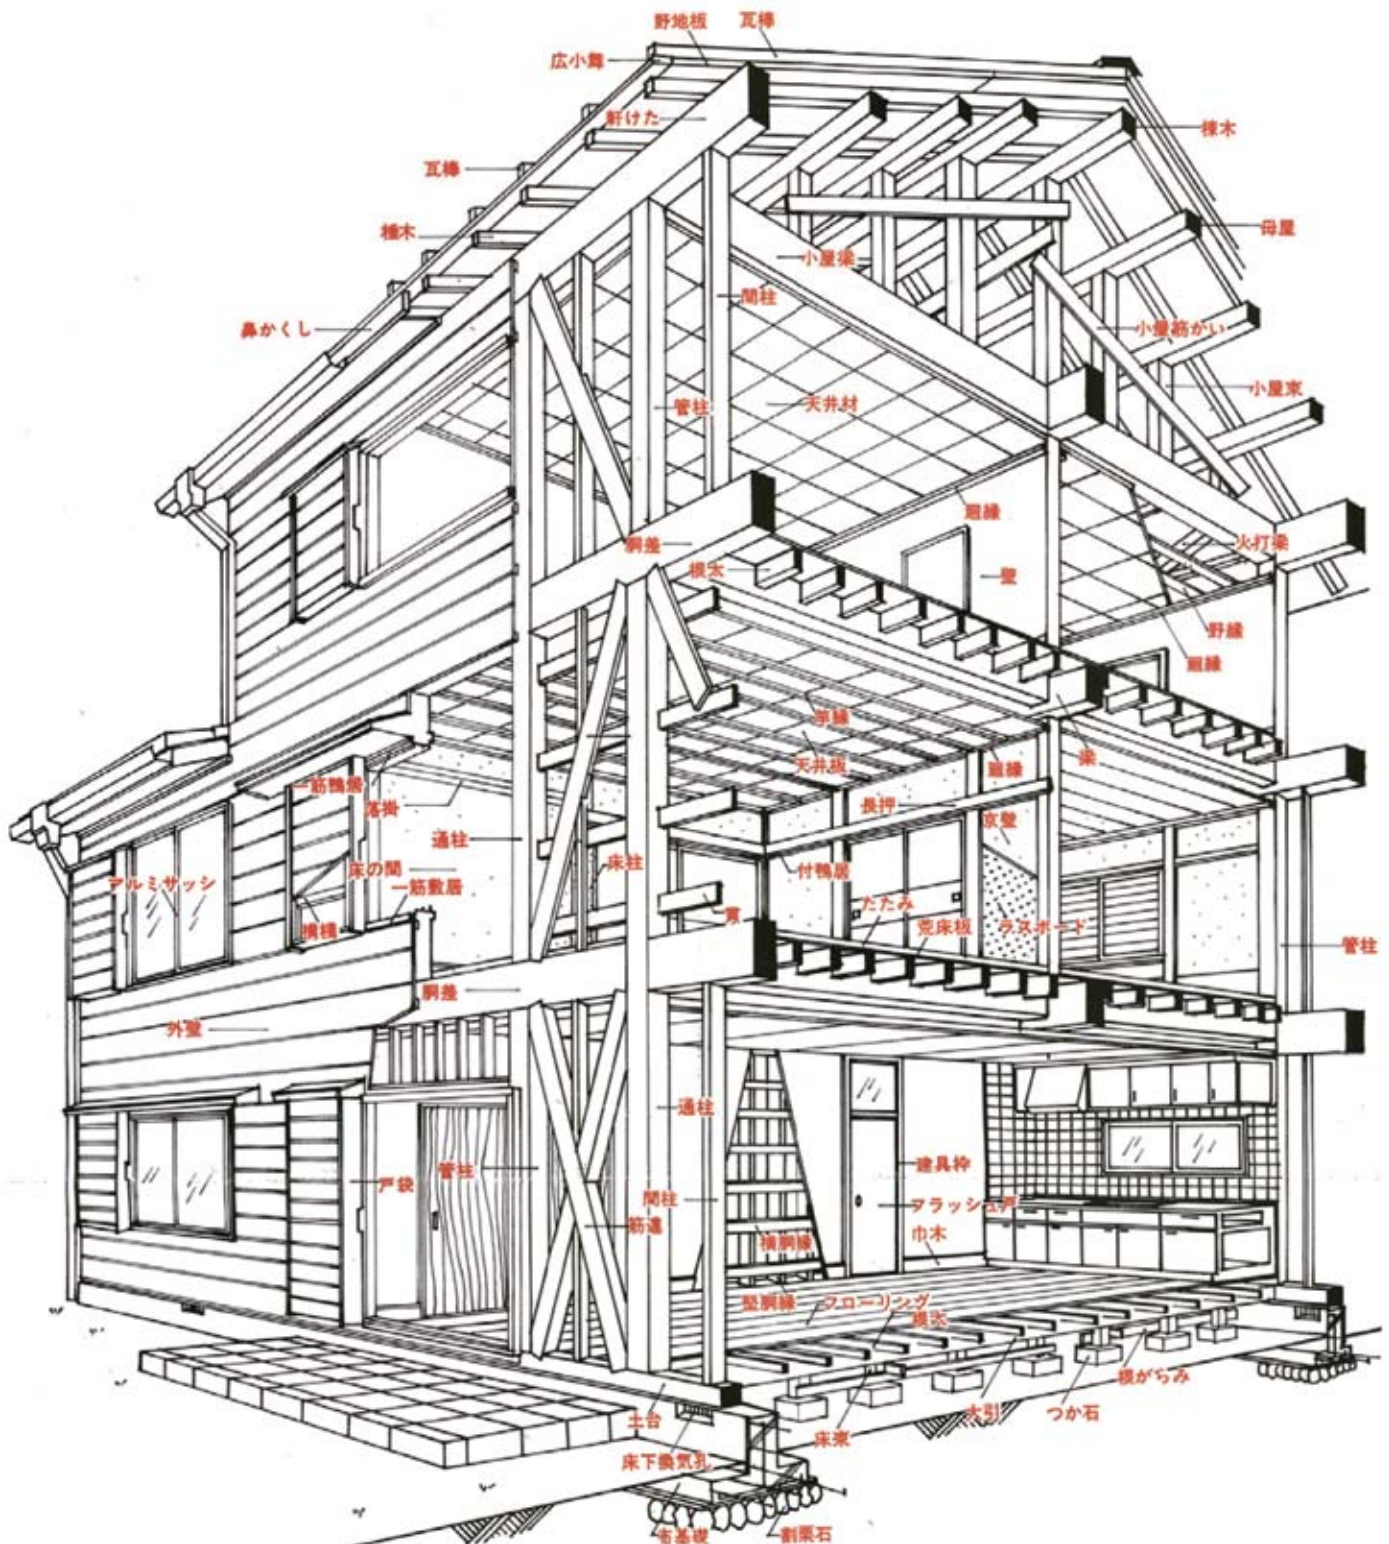 野地板
瓦棒
広小舞
軒けた
棟木
瓦棒
垂木
母屋
小屋梁
間柱
鼻かくし
小屋筋かい
小屋束
管柱
天井材
廻縁
胴差
火打梁
根太
壁
野縁
廻縁
竿縁
天井板
廻縁
梁
一筋鴨居
落掛
長押
京壁
通柱
床の間
床柱
付鴨居
アルミサッシ
一筋敷居
たたみ
貫
荒床板
ラスボード
横桟
管柱
胴差
外壁
通柱
建具枠
戸袋
管柱
間柱
フラッシュ戸
筋違
巾木
横胴縁
堅胴縁
フローリング
根太
根がらみ
大引
つか石
土台
床束
床下換気孔
布基礎
割栗石